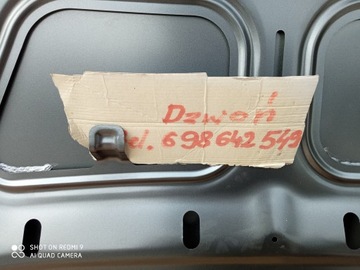 Dzwoń
tel. 698642549
SHOT ON REDMI 9
AI QUAD CAMERA